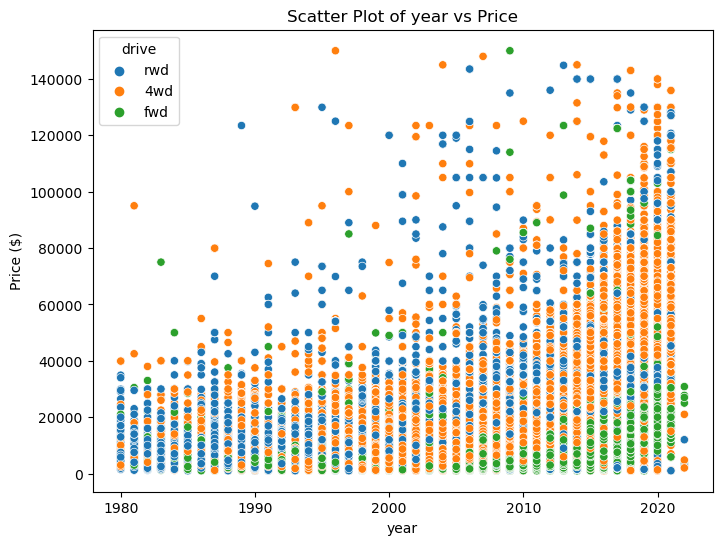 Scatter Plot of year vs Price
drive
rwd
4wd
fwd
Price ($)
140000
120000
100000
80000
60000
40000
20000
0
1980 1990 2000 2010 2020
year